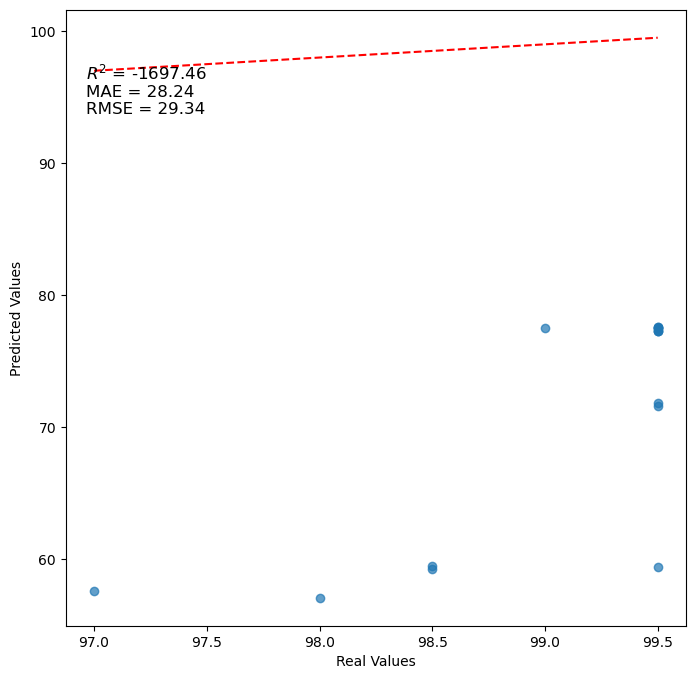 100
90
80
70
60
Predicted Values
R² = -1697.46
MAE = 28.24
RMSE = 29.34
97.0 97.5 98.0 98.5 99.0 99.5
Real Values